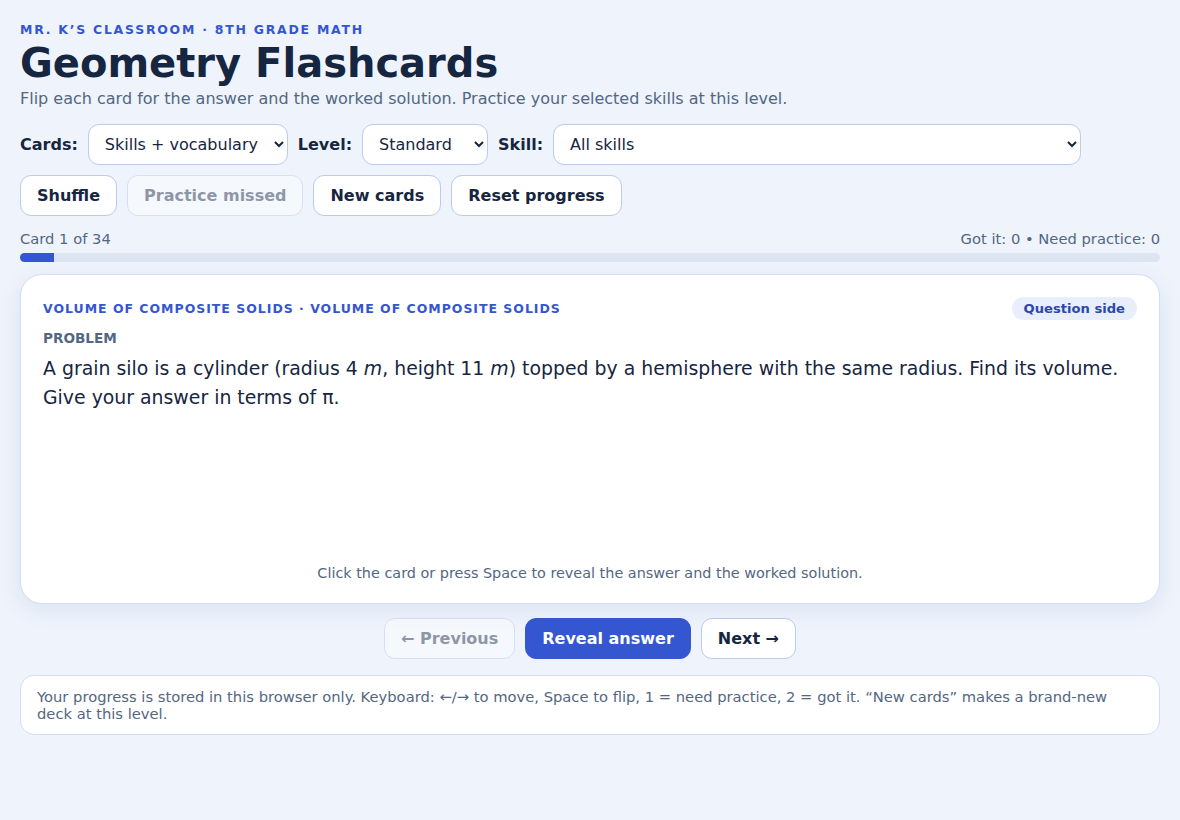 MR. K’S CLASSROOM · 8TH GRADE MATH
Geometry Flashcards
Flip each card for the answer and the worked solution. Practice your selected skills at this level.
Cards: Skills + vocabulary Level: Standard Skill: All skills
Shuffle Practice missed New cards Reset progress
Card 1 of 34 Got it: 0 • Need practice: 0
VOLUME OF COMPOSITE SOLIDS · VOLUME OF COMPOSITE SOLIDS Question side
PROBLEM
A grain silo is a cylinder (radius 4 m, height 11 m) topped by a hemisphere with the same radius. Find its volume.
Give your answer in terms of π.
Click the card or press Space to reveal the answer and the worked solution.
← Previous Reveal answer Next →
Your progress is stored in this browser only. Keyboard: ←/→ to move, Space to flip, 1 = need practice, 2 = got it. “New cards” makes a brand-new
deck at this level.